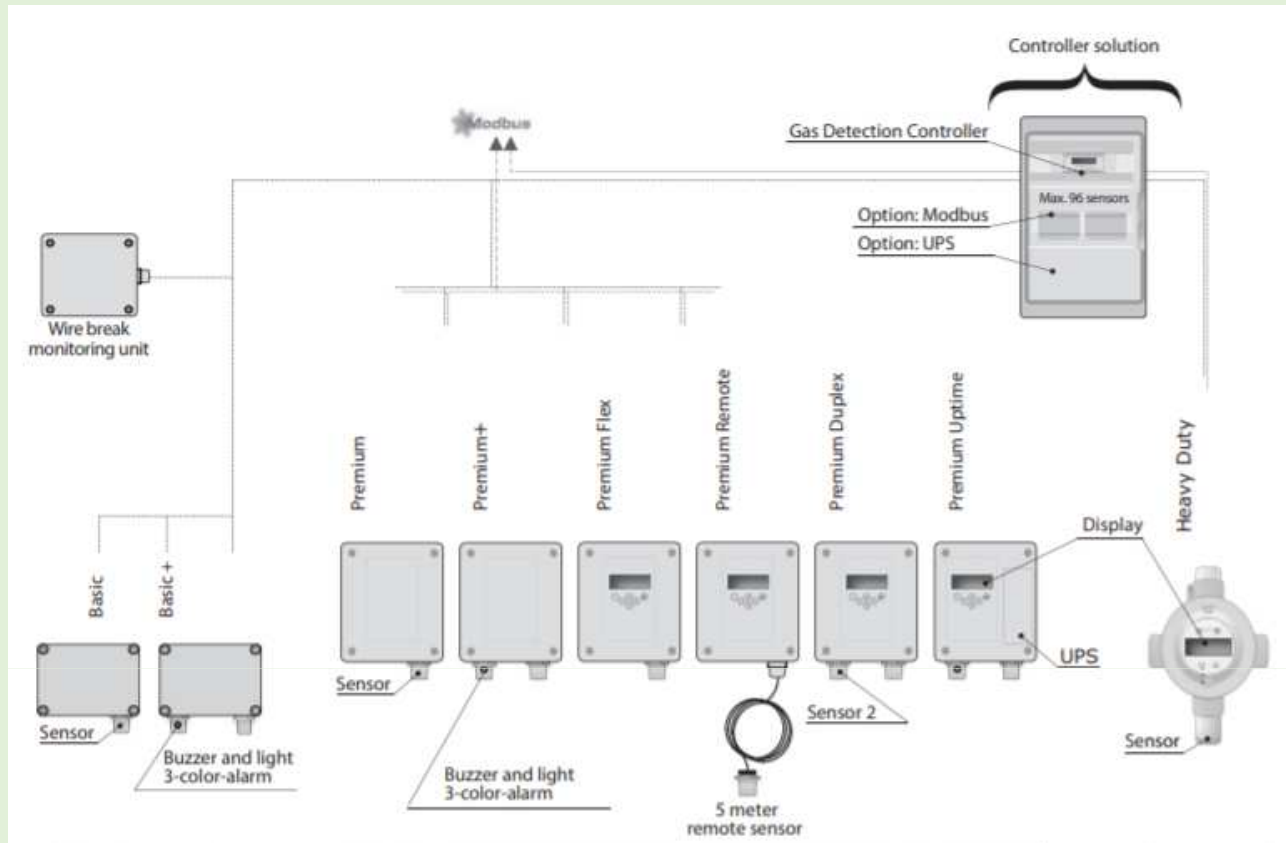 Controller solution
Modbus
Gas Detection Controller
Max. 96 sensors
Option: Modbus
Option: UPS
Wire break
monitoring unit
Basic
Basic +
Premium
Premium+
Premium Flex
Premium Remote
Premium Duplex
Premium Uptime
Heavy Duty
Display
UPS
Sensor
Sensor 2
Sensor
Sensor
Buzzer and light
3-color-alarm
Buzzer and light
3-color-alarm
5 meter
remote sensor